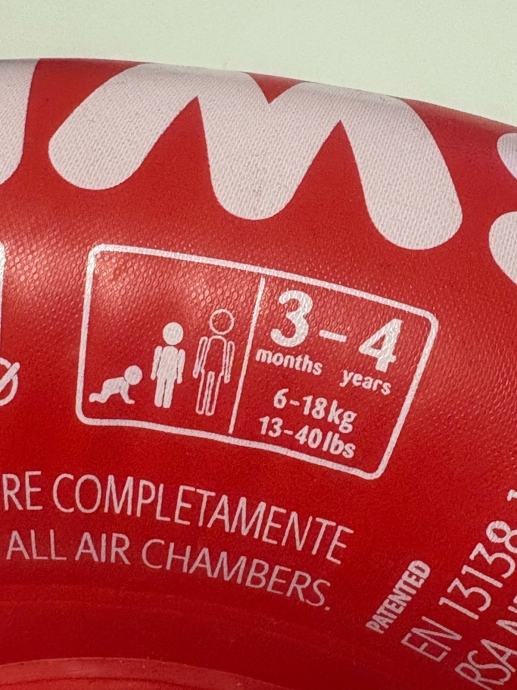 3-4
months years
6-18kg
13-40lbs
RE COMPLETAMENTE
ALL AIR CHAMBERS.
PATENTED
EN 13138